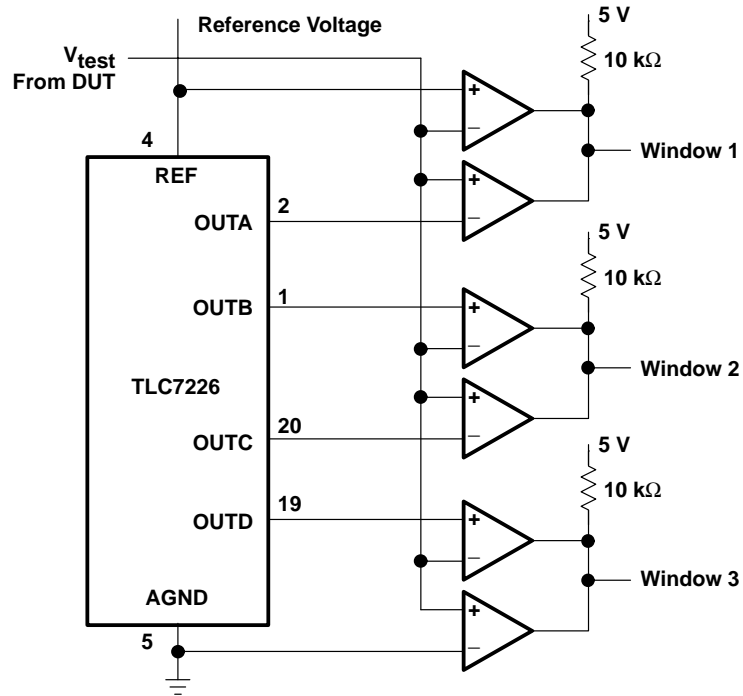 Reference Voltage
Vtest
From DUT
5 V
10 kΩ
+
–
Window 1
4
REF
+
–
2
OUTA
5 V
10 kΩ
1
OUTB
+
–
Window 2
TLC7226
+
–
20
OUTC
5 V
10 kΩ
19
OUTD
+
–
Window 3
AGND
+
–
5